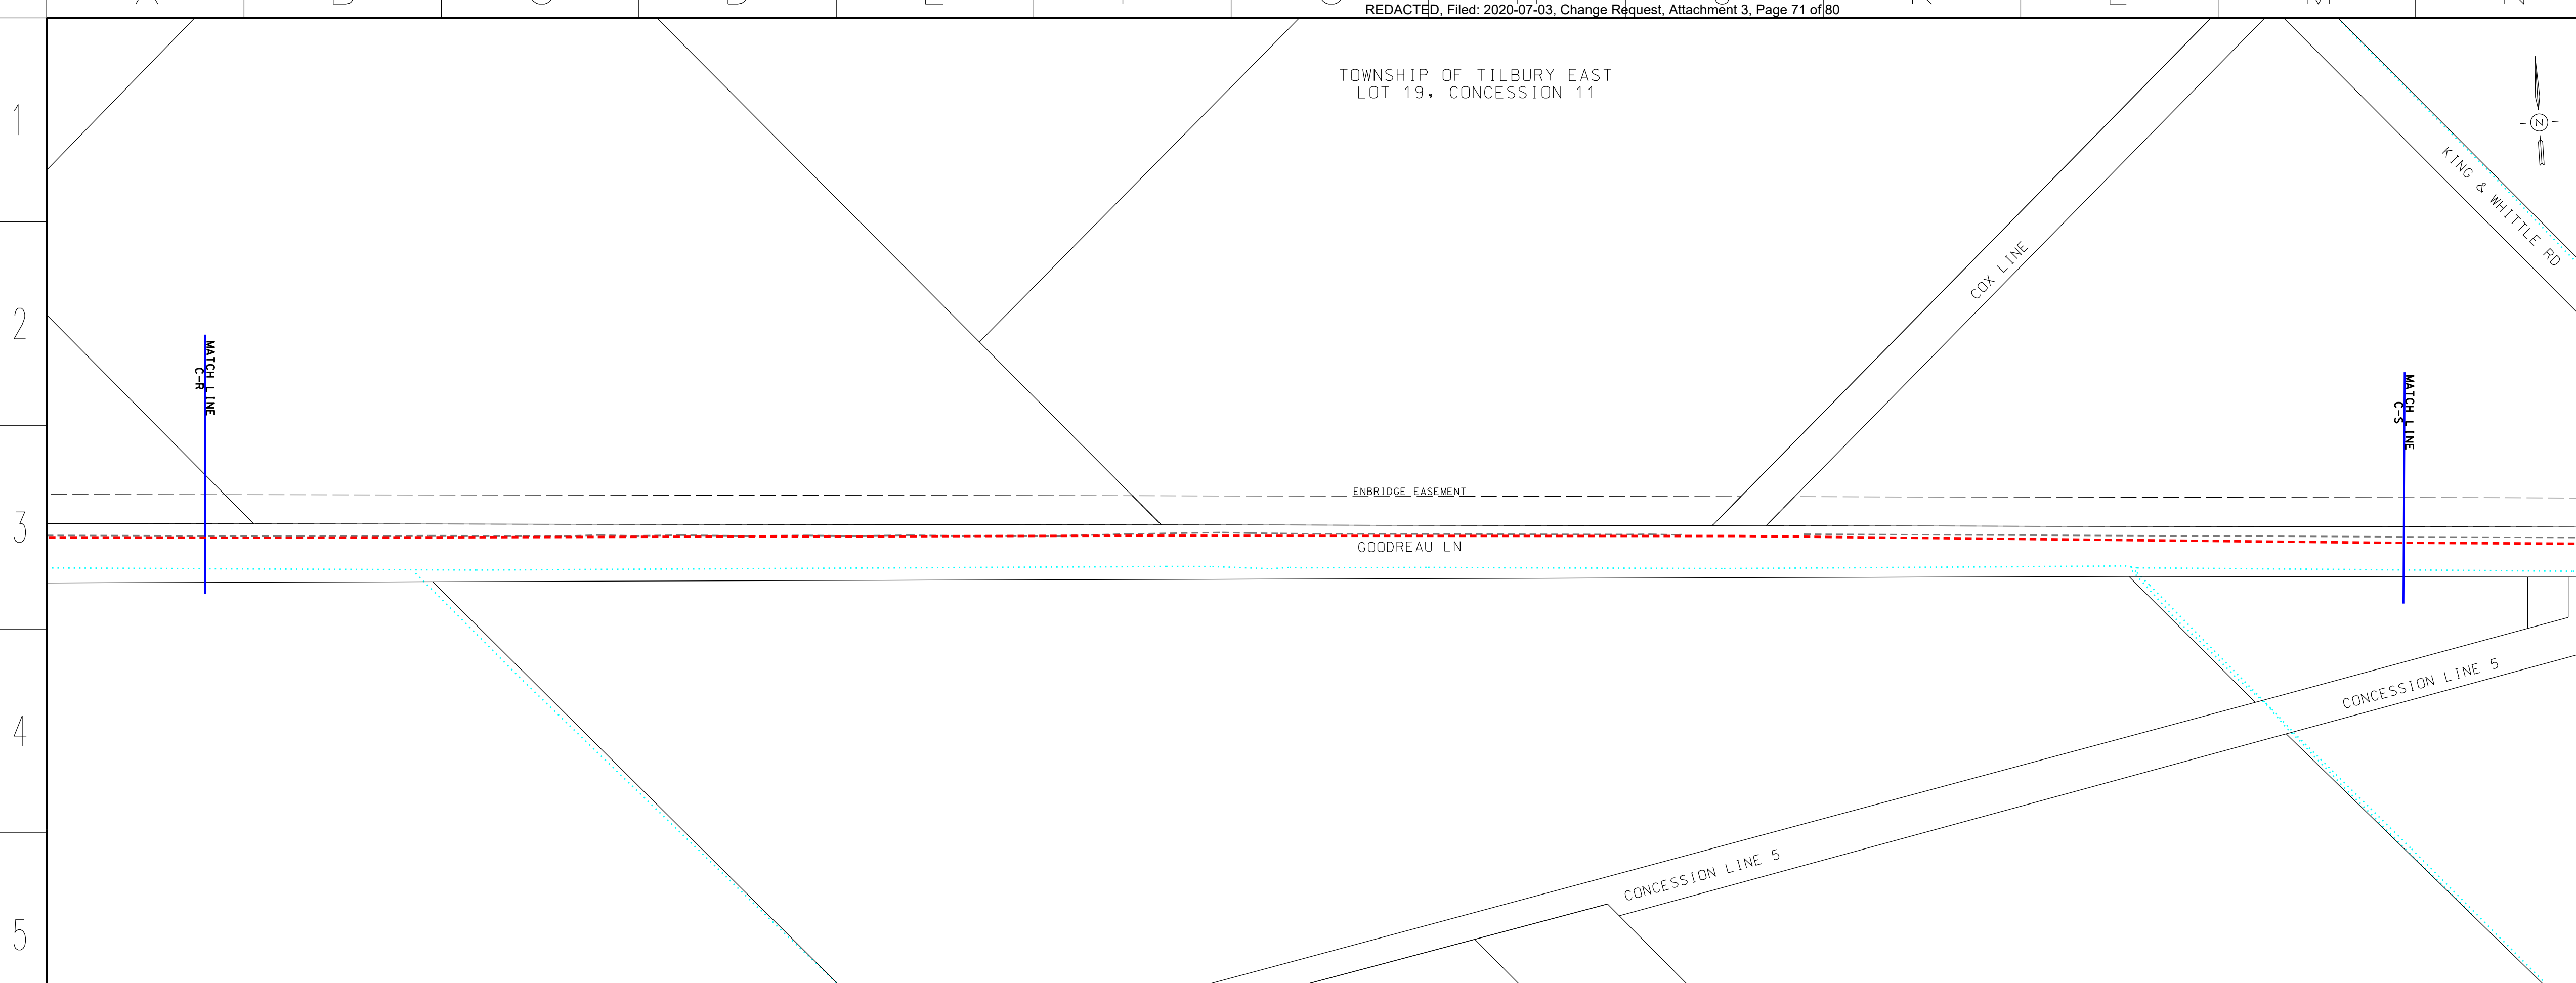 REDACTED, Filed: 2020-07-03, Change Request, Attachment 3, Page 71 of 80
TOWNSHIP OF TILBURY EAST
LOT 19, CONCESSION 11
1
N
KING & WHITTLE RD
COX LINE
2
MATCH LINE
C-R
MATCH LINE
C-S
ENBRIDGE EASEMENT
3
GOODREAU LN
CONCESSION LINE 5
4
CONCESSION LINE 5
5